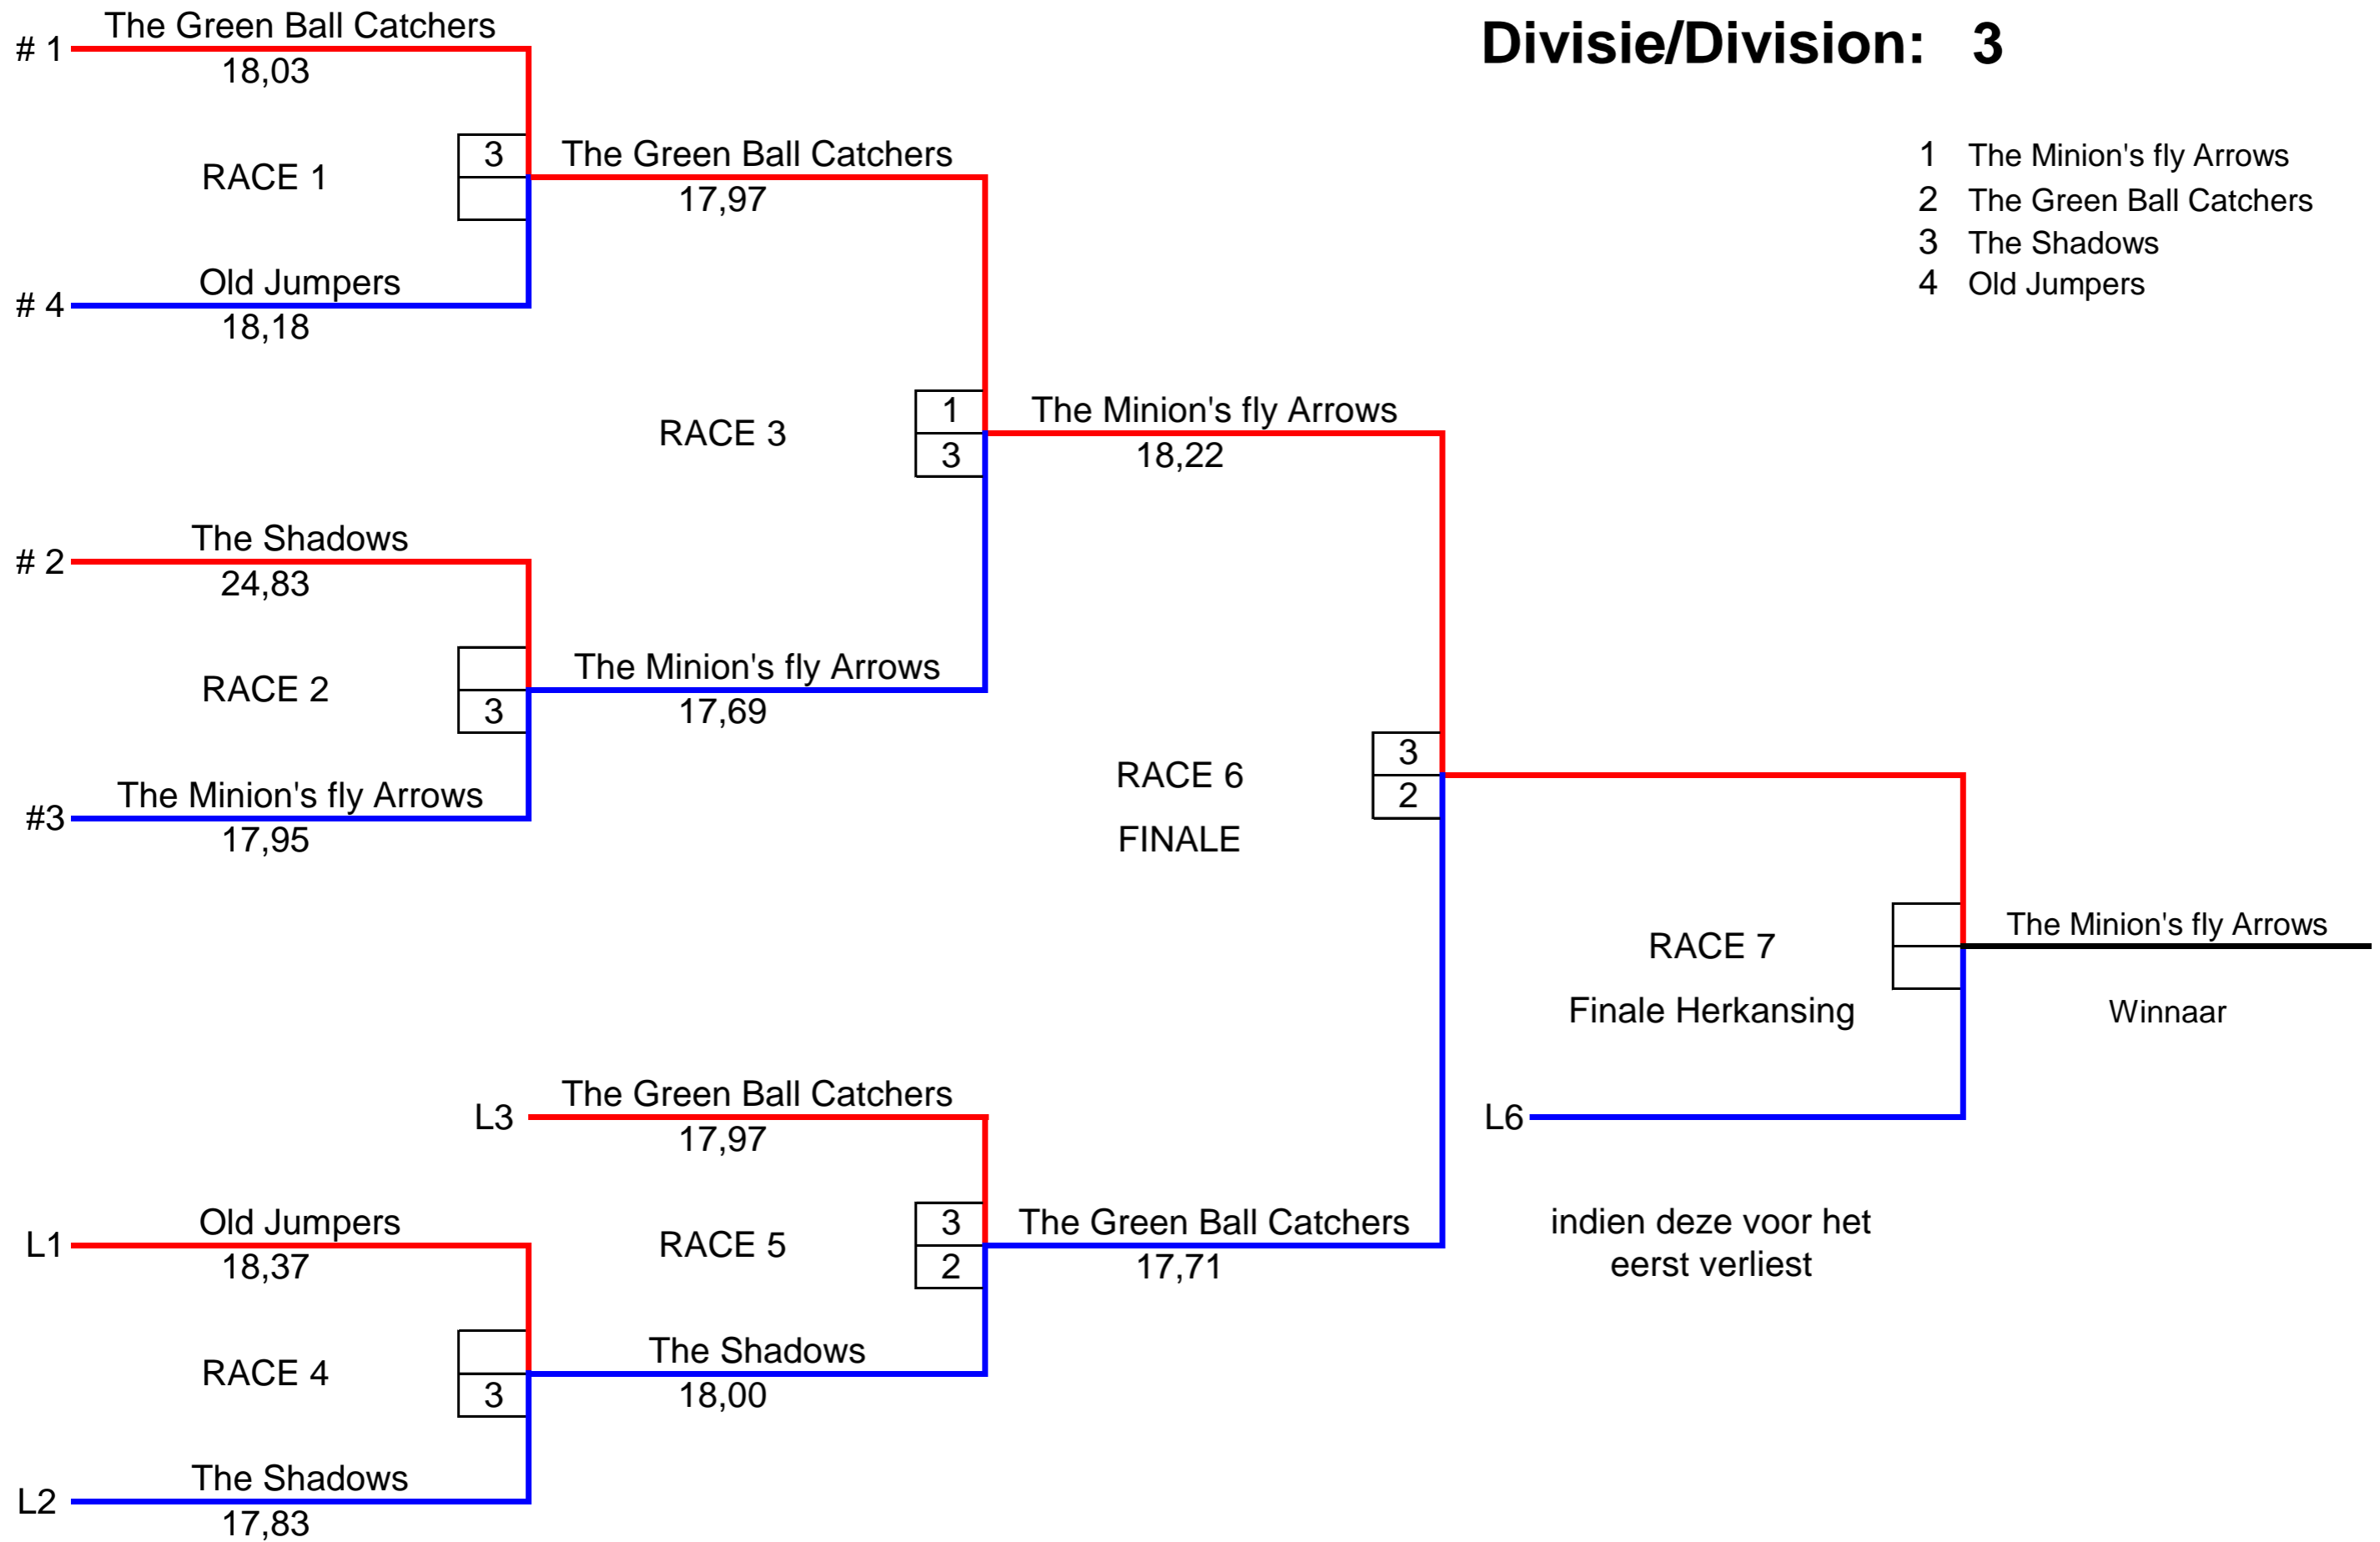 Divisie/Division: 3
1 The Minion's fly Arrows
2 The Green Ball Catchers
3 The Shadows
4 Old Jumpers
# 1
The Green Ball Catchers
18,03
RACE 1
3
# 4
Old Jumpers
18,18
The Green Ball Catchers
17,97
RACE 3
1
3
# 2
The Shadows
24,83
RACE 2
3
#3
The Minion's fly Arrows
17,95
The Minion's fly Arrows
17,69
The Minion's fly Arrows
18,22
RACE 6
FINALE
3
2
RACE 7
Finale Herkansing
The Minion's fly Arrows
Winnaar
L3
The Green Ball Catchers
17,97
RACE 5
3
2
L1
Old Jumpers
18,37
RACE 4
3
L2
The Shadows
17,83
The Shadows
18,00
The Green Ball Catchers
17,71
L6
indien deze voor het
eerst verliest